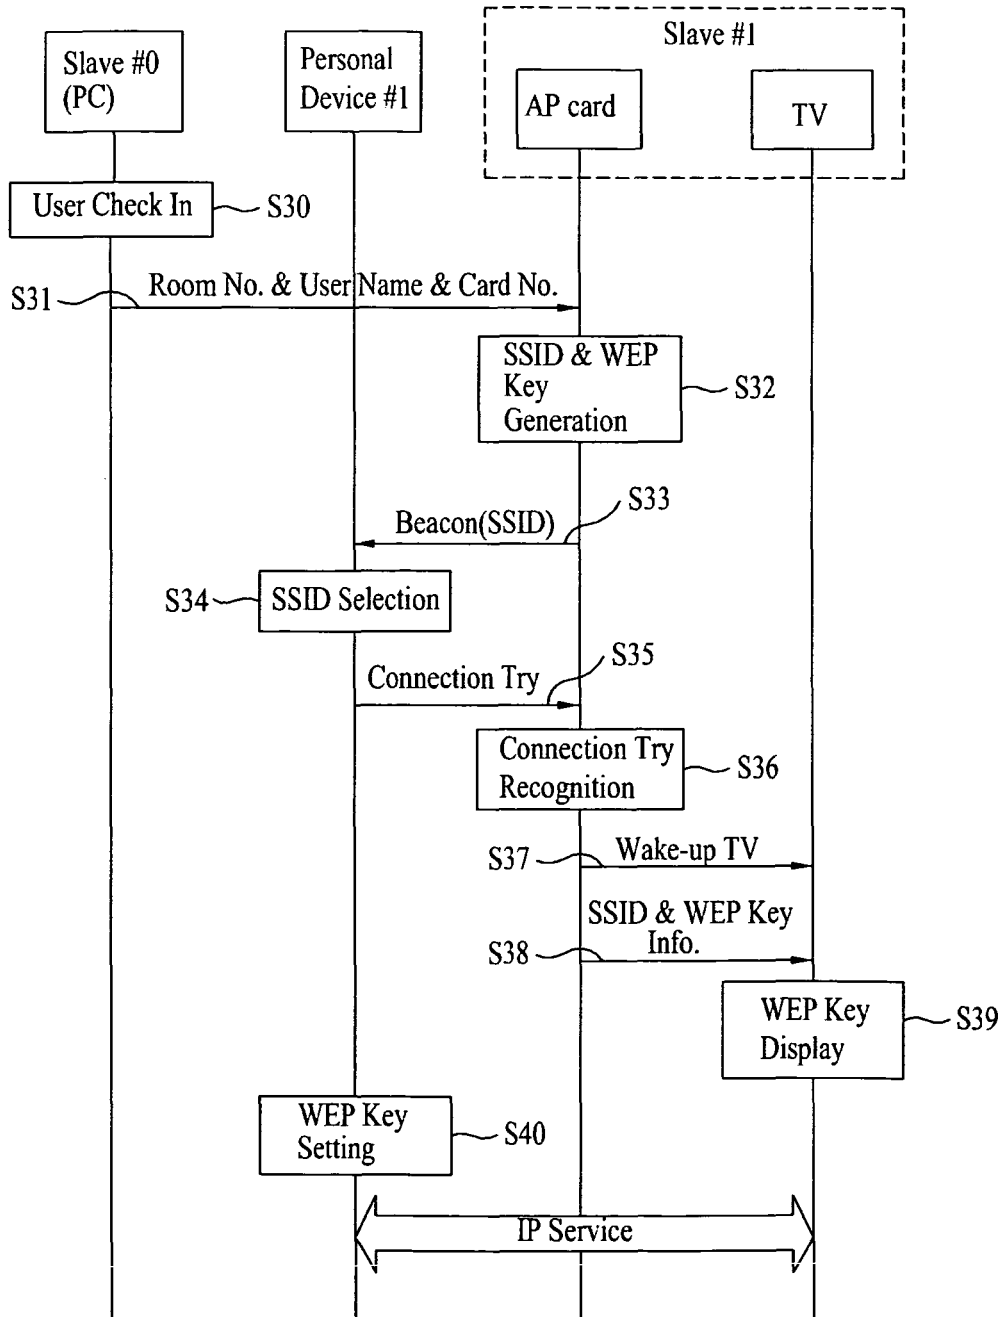 Slave #1
Slave #0
(PC)
Personal
Device #1
AP card
TV
User Check In
S30
Room No. & User Name & Card No.
S31
SSID & WEP
Key
Generation
S32
S33
Beacon(SSID)
S34
SSID Selection
S35
Connection Try
Connection Try
Recognition
S36
S37
Wake-up TV
SSID & WEP Key
Info.
S38
WEP Key
Display
S39
WEP Key
Setting
S40
IP Service